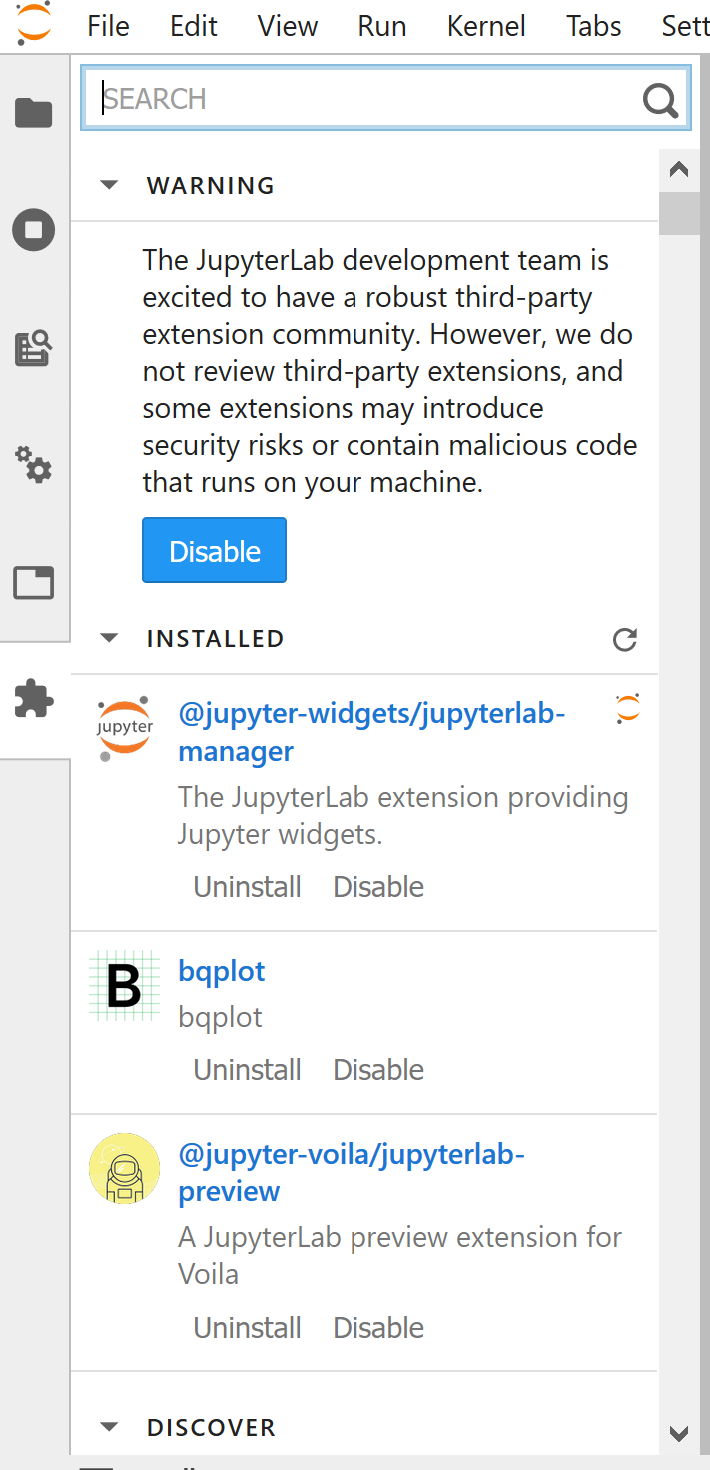 File Edit View Run Kernel Tabs Sett
SEARCH
WARNING
The JupyterLab development team is
excited to have a robust third-party
extension community. However, we do
not review third-party extensions, and
some extensions may introduce
security risks or contain malicious code
that runs on your machine.
Disable
INSTALLED
jupyter
@jupyter-widgets/jupyterlab-
manager
The JupyterLab extension providing
Jupyter widgets.
Uninstall Disable
B
bqplot
bqplot
Uninstall Disable
@jupyter-voila/jupyterlab-
preview
A JupyterLab preview extension for
Voila
Uninstall Disable
DISCOVER